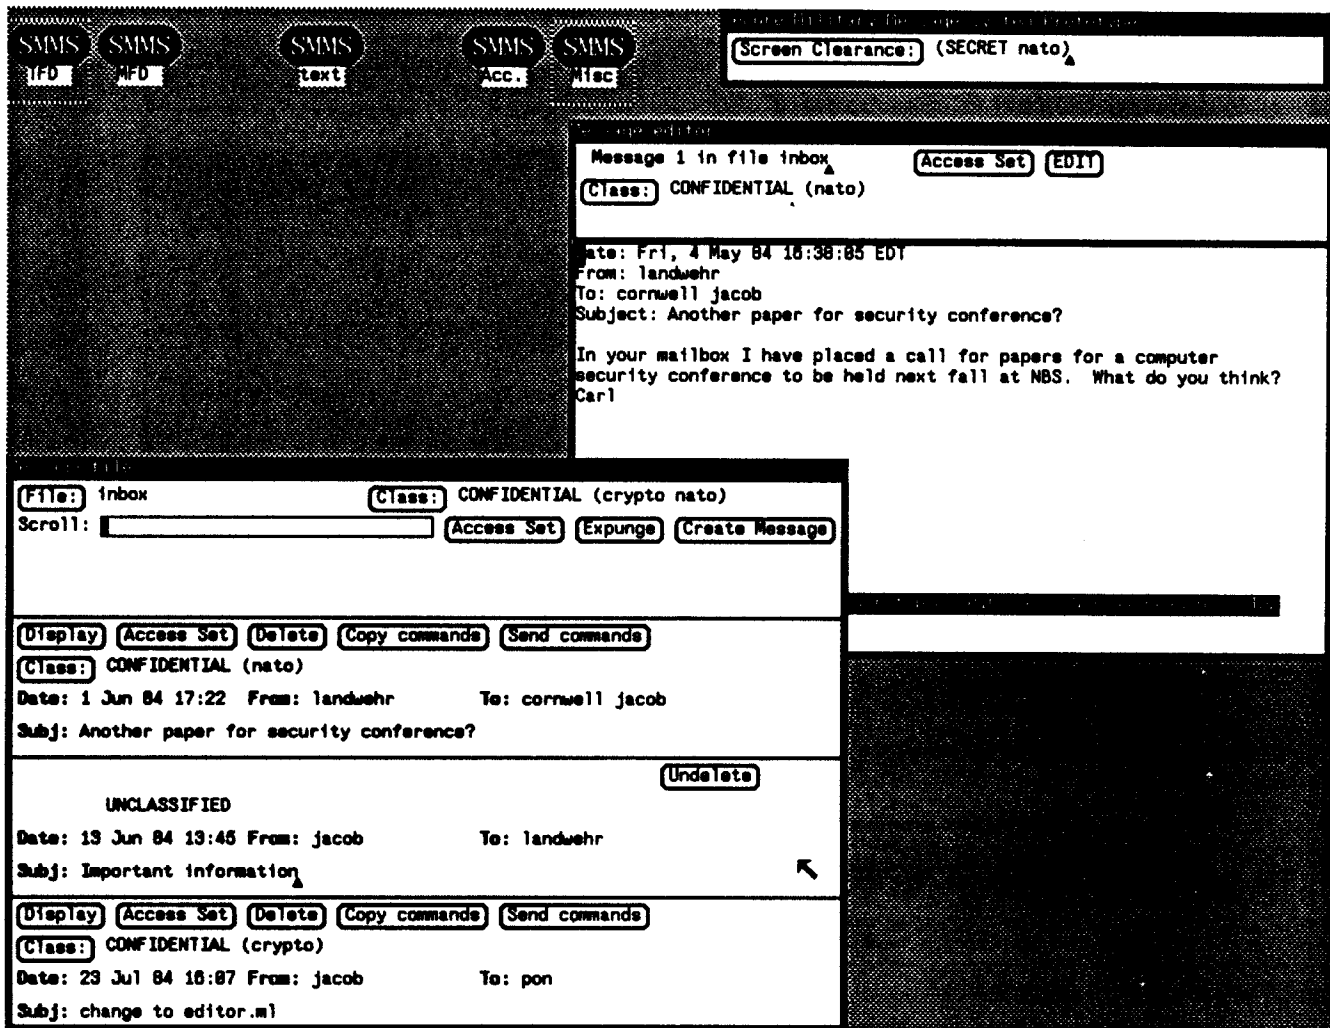 SMMS SMMS SMMS SMMS SMMS
TFD MFD text Acc. Misc
Screen Clearance: (SECRET nato)
Message editor
Message 1 in file inbox Access Set EDIT
Class: CONFIDENTIAL (nato)
Date: Fri, 4 May 84 16:38:05 EDT
From: landwehr
To: cornwell jacob
Subject: Another paper for security conference?
In your mailbox I have placed a call for papers for a computer
security conference to be held next fall at NBS. What do you think?
Carl
File: inbox Class: CONFIDENTIAL (crypto nato)
Scroll: Access Set Expunge Create Message
Display Access Set Delete Copy commands Send commands
Class: CONFIDENTIAL (nato)
Date: 1 Jun 84 17:22 From: landwehr To: cornwell jacob
Subj: Another paper for security conference?
Undelete
UNCLASSIFIED
Date: 13 Jun 84 13:45 From: jacob To: landwehr
Subj: Important information
Display Access Set Delete Copy commands Send commands
Class: CONFIDENTIAL (crypto)
Date: 23 Jul 84 16:07 From: jacob To: pon
Subj: change to editor.ml